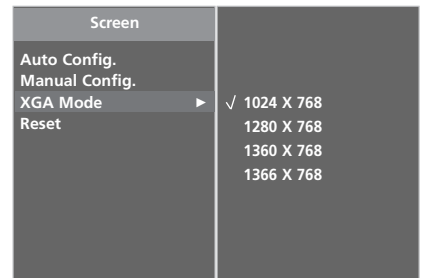 Screen
Auto Config.
Manual Config.
XGA Mode ►
Reset
√ 1024 X 768
1280 X 768
1360 X 768
1366 X 768